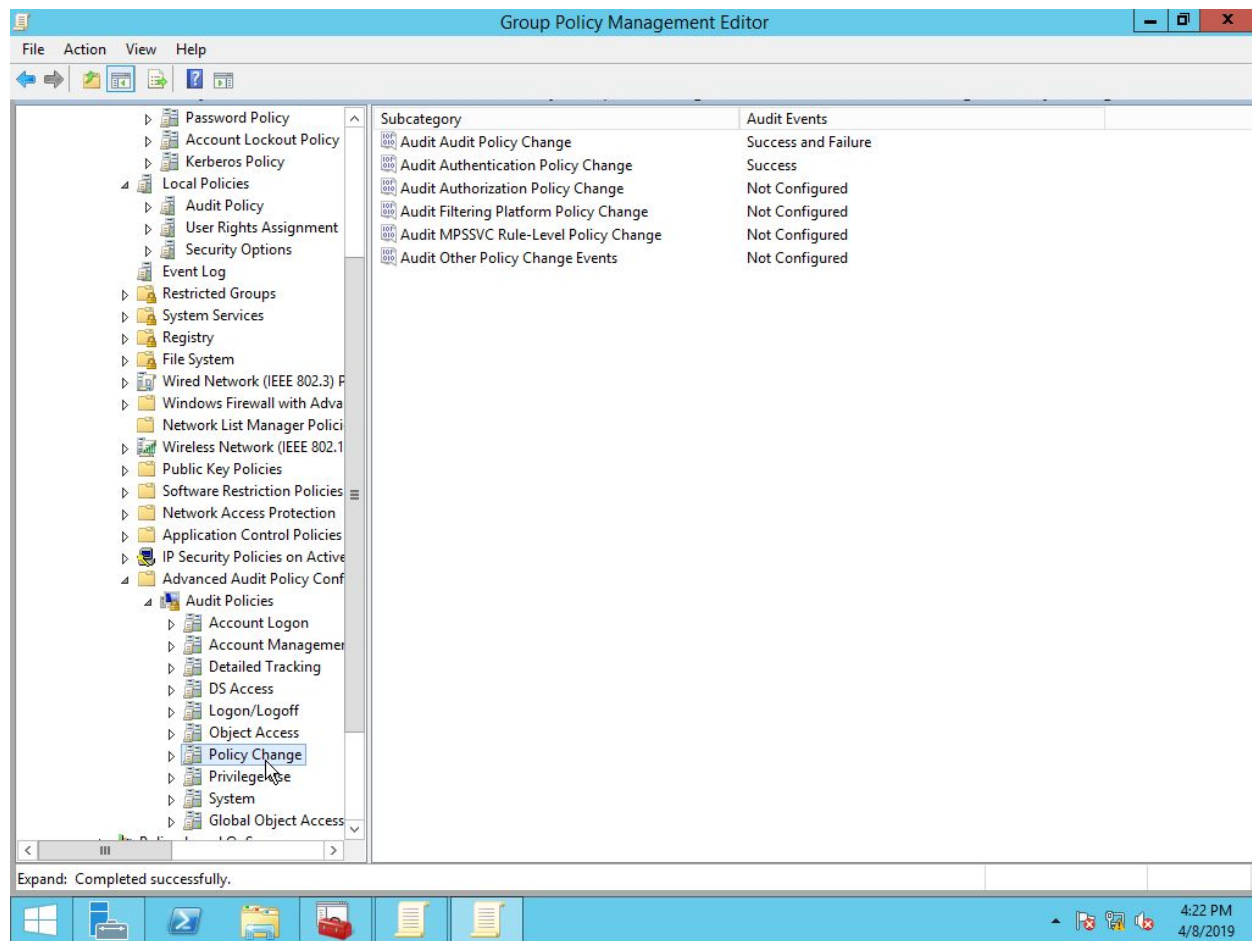 Group Policy Management Editor
File Action View Help
Password Policy
Account Lockout Policy
Kerberos Policy
Local Policies
Audit Policy
User Rights Assignment
Security Options
Event Log
Restricted Groups
System Services
Registry
File System
Wired Network (IEEE 802.3) P
Windows Firewall with Adva
Network List Manager Polici
Wireless Network (IEEE 802.1
Public Key Policies
Software Restriction Policies
Network Access Protection
Application Control Policies
IP Security Policies on Active
Advanced Audit Policy Conf
Audit Policies
Account Logon
Account Managemen
Detailed Tracking
DS Access
Logon/Logoff
Object Access
Policy Change
Privilege Use
System
Global Object Access
Subcategory Audit Events
Audit Audit Policy Change Success and Failure
Audit Authentication Policy Change Success
Audit Authorization Policy Change Not Configured
Audit Filtering Platform Policy Change Not Configured
Audit MPSSVC Rule-Level Policy Change Not Configured
Audit Other Policy Change Events Not Configured
Expand: Completed successfully.
4:22 PM
4/8/2019